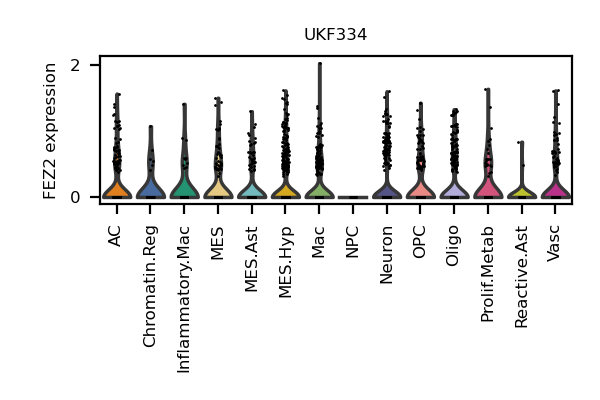 UKF334
FEZ2 expression
2
0
AC
Chromatin.Reg
Inflammatory.Mac
MES
MES.Ast
MES.Hyp
Mac
NPC
Neuron
OPC
Oligo
Prolif.Metab
Reactive.Ast
Vasc